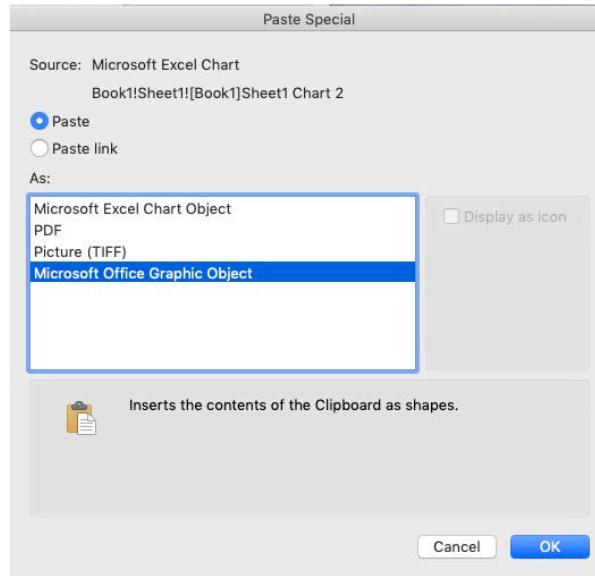 Paste Special
Source: Microsoft Excel Chart
Book1!Sheet1![Book1]Sheet1 Chart 2
Paste
Paste link
As:
Microsoft Excel Chart Object
PDF
Picture (TIFF)
Microsoft Office Graphic Object
Display as icon
Inserts the contents of the Clipboard as shapes.
Cancel
OK